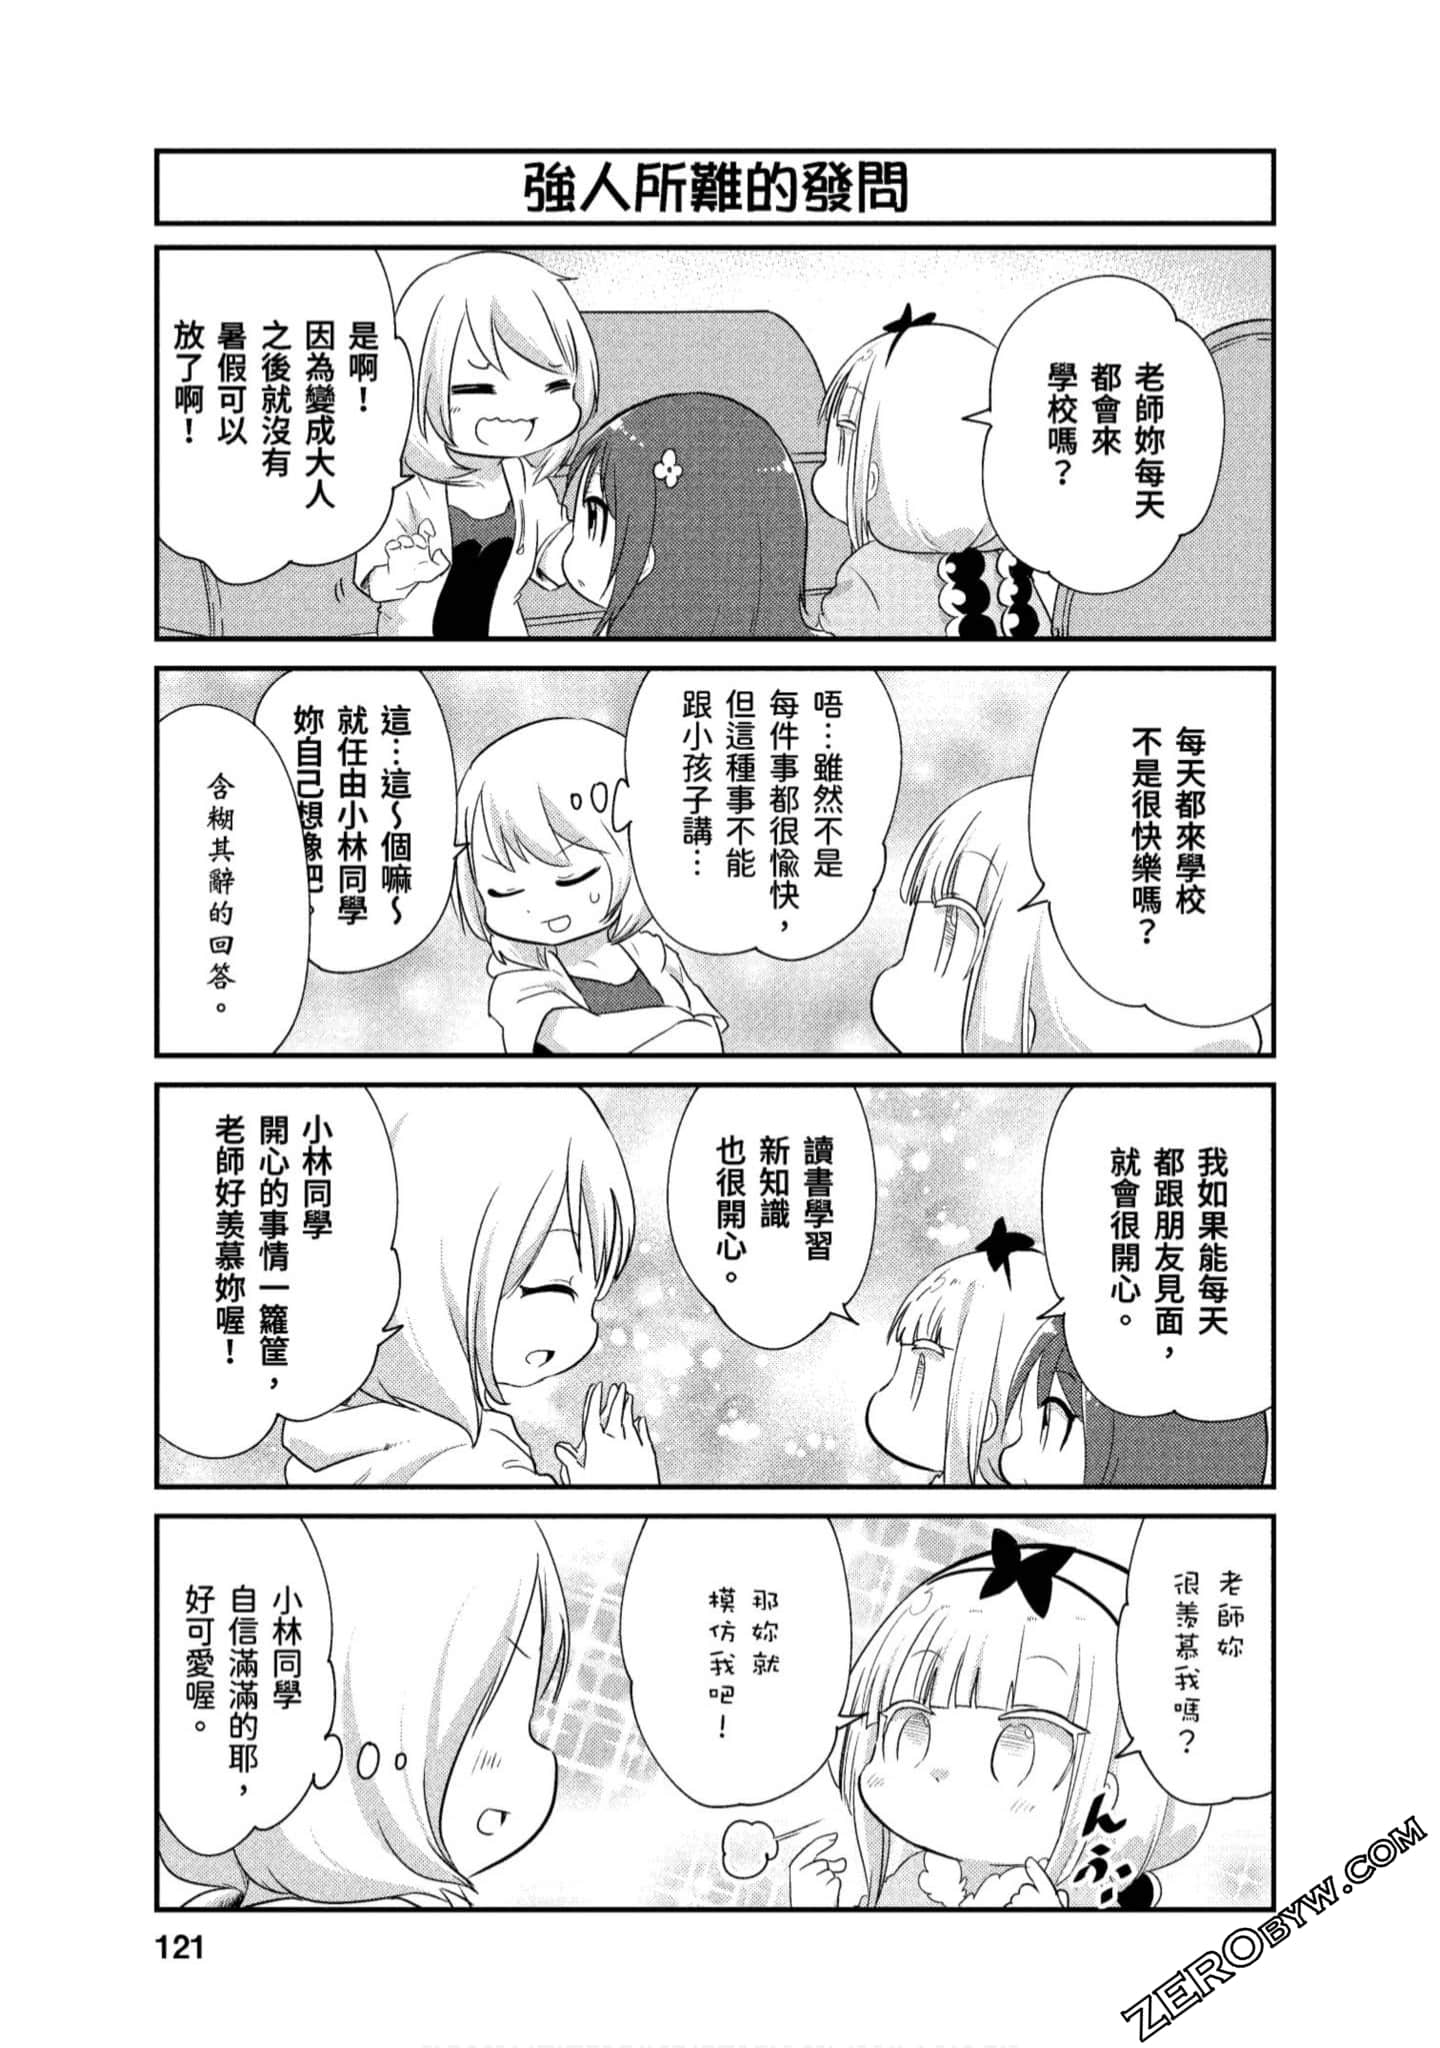 強人所難的發問
老師妳每天
都會來
學校嗎？
是啊！
因為變成大人
之後就沒有
暑假可以
放了啊！
每天都來學校
不是很快樂嗎？
唔…雖然不是
每件事都很愉快，
但這種事不能
跟小孩子講…
這…這～個嘛～
就任由小林同學
妳自己想像吧。
含糊其辭的回答。
我如果能每天
都跟朋友見面，
就會很開心。
讀書學習
新知識
也很開心。
小林同學
開心的事情一籮筐，
老師好羨慕妳喔！
老師妳
很羨慕我嗎？
那妳就
模仿我吧！
小林同學
自信滿滿的耶，
好可愛喔。
121
ZEROBYW.COM